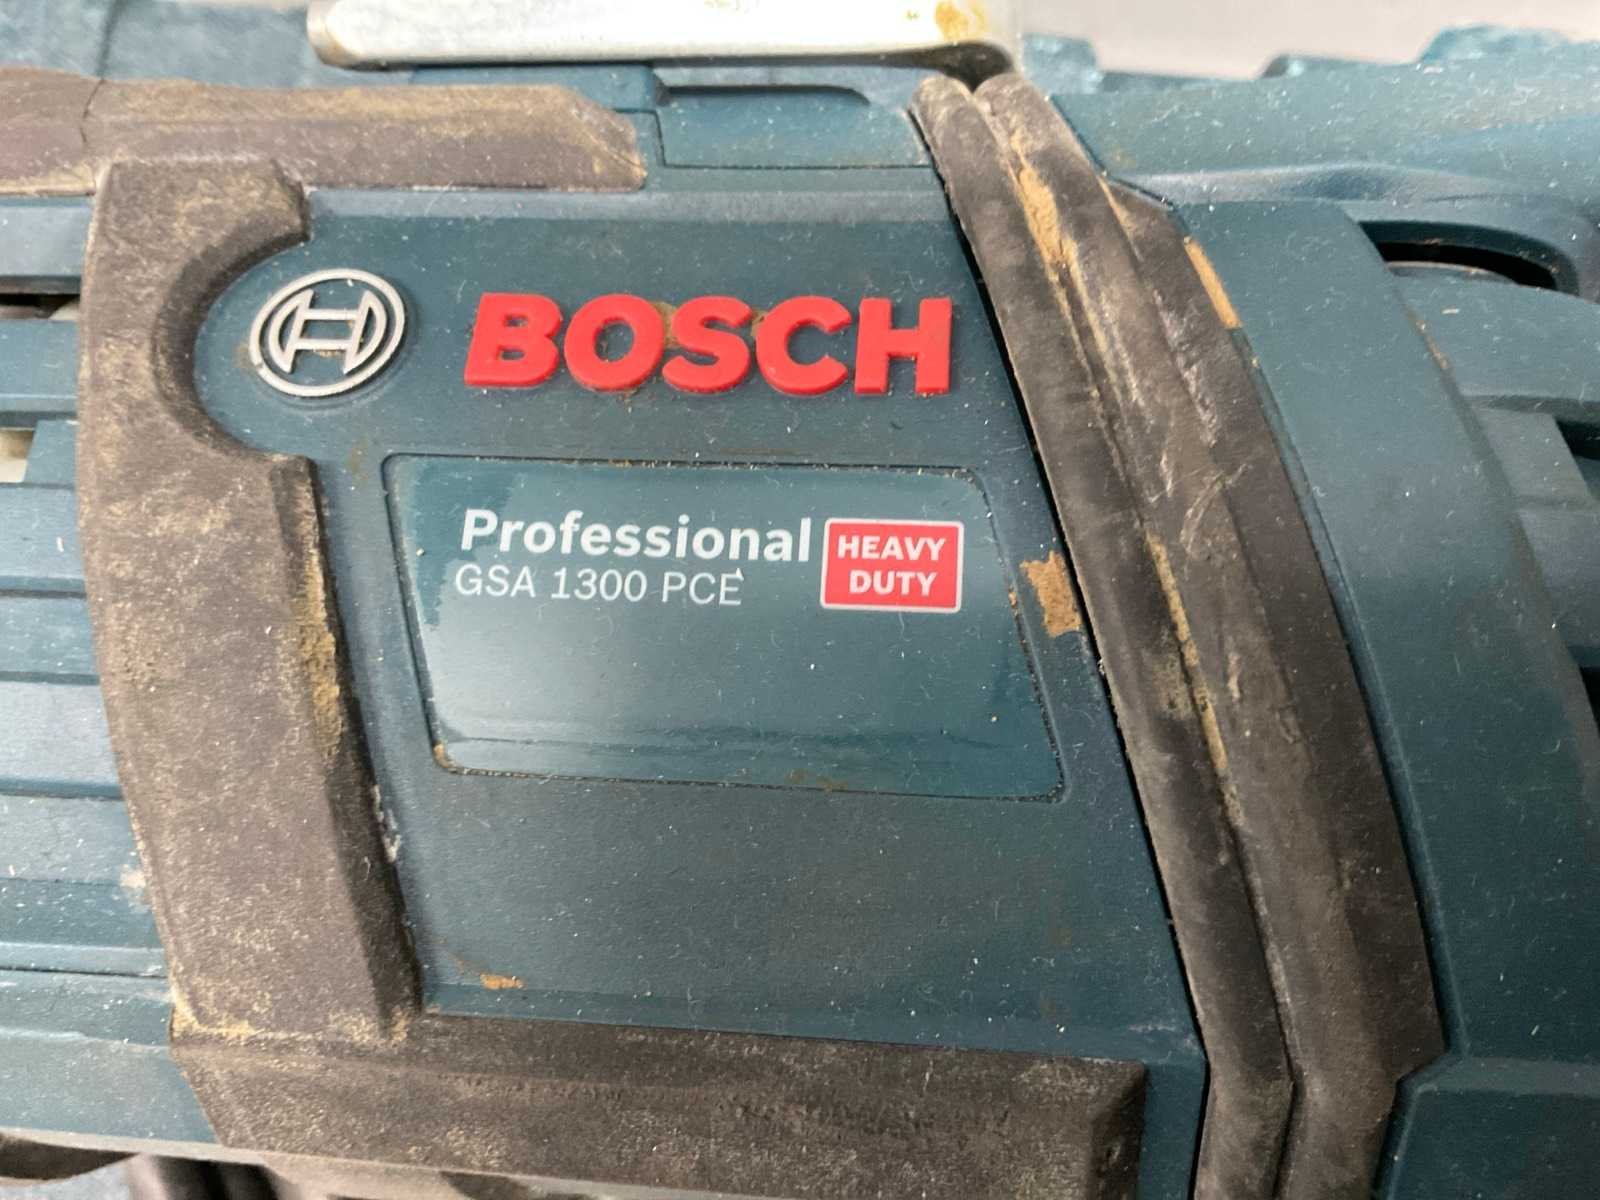 BOSCH
Professional
GSA 1300 PCE
HEAVY
DUTY